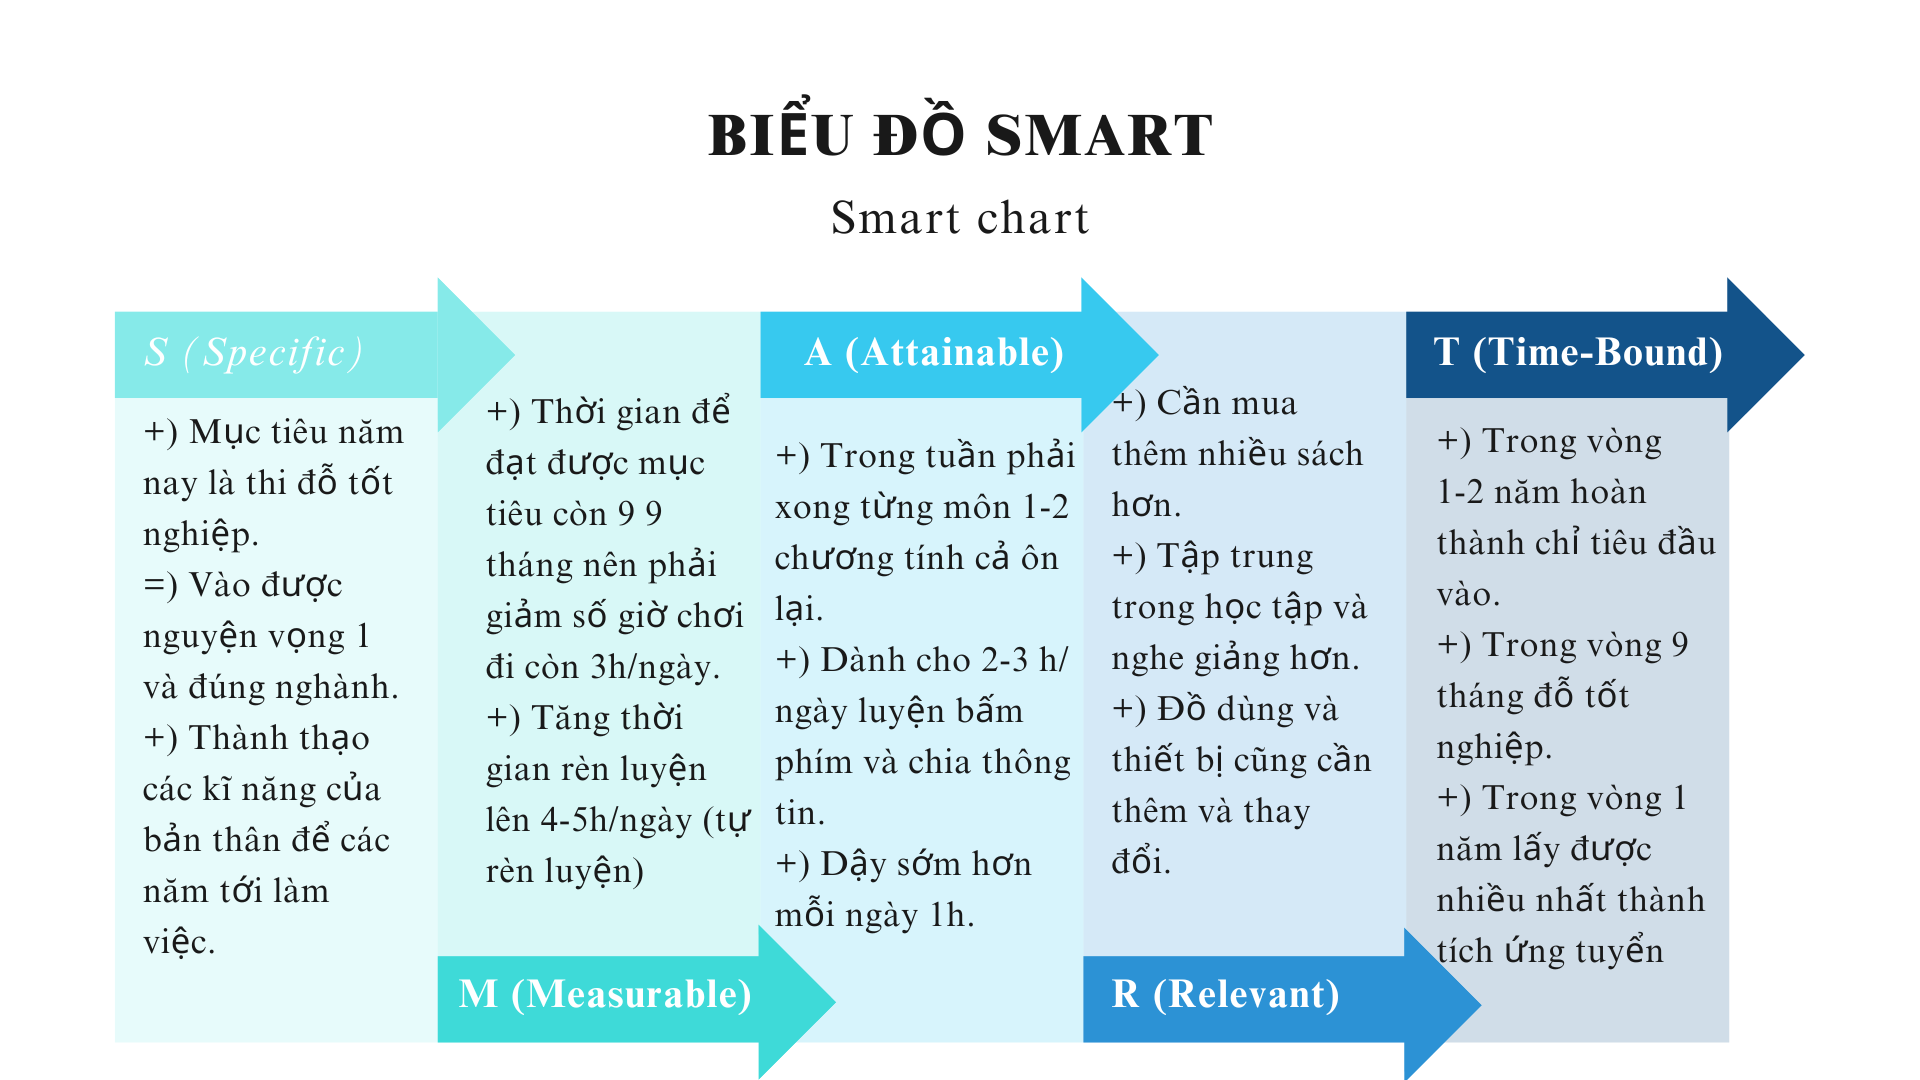 BIỂU ĐỒ SMART
Smart chart
S (Specific)
+) Mục tiêu năm
nay là thi đỗ tốt
nghiệp.
=) Vào được
nguyện vọng 1
và đúng nghành.
+) Thành thạo
các kĩ năng của
bản thân để các
năm tới làm
việc.
+) Thời gian để
đạt được mục
tiêu còn 9 9
tháng nên phải
giảm số giờ chơi
đi còn 3h/ngày.
+) Tăng thời
gian rèn luyện
lên 4-5h/ngày (tự
rèn luyện)
M (Measurable)
A (Attainable)
+) Trong tuần phải
xong từng môn 1-2
chương tính cả ôn
lại.
+) Dành cho 2-3 h/
ngày luyện bấm
phím và chia thông
tin.
+) Dậy sớm hơn
mỗi ngày 1h.
+) Cần mua
thêm nhiều sách
hơn.
+) Tập trung
trong học tập và
nghe giảng hơn.
+) Đồ dùng và
thiết bị cũng cần
thêm và thay
đổi.
R (Relevant)
T (Time-Bound)
+) Trong vòng
1-2 năm hoàn
thành chỉ tiêu đầu
vào.
+) Trong vòng 9
tháng đỗ tốt
nghiệp.
+) Trong vòng 1
năm lấy được
nhiều nhất thành
tích ứng tuyển